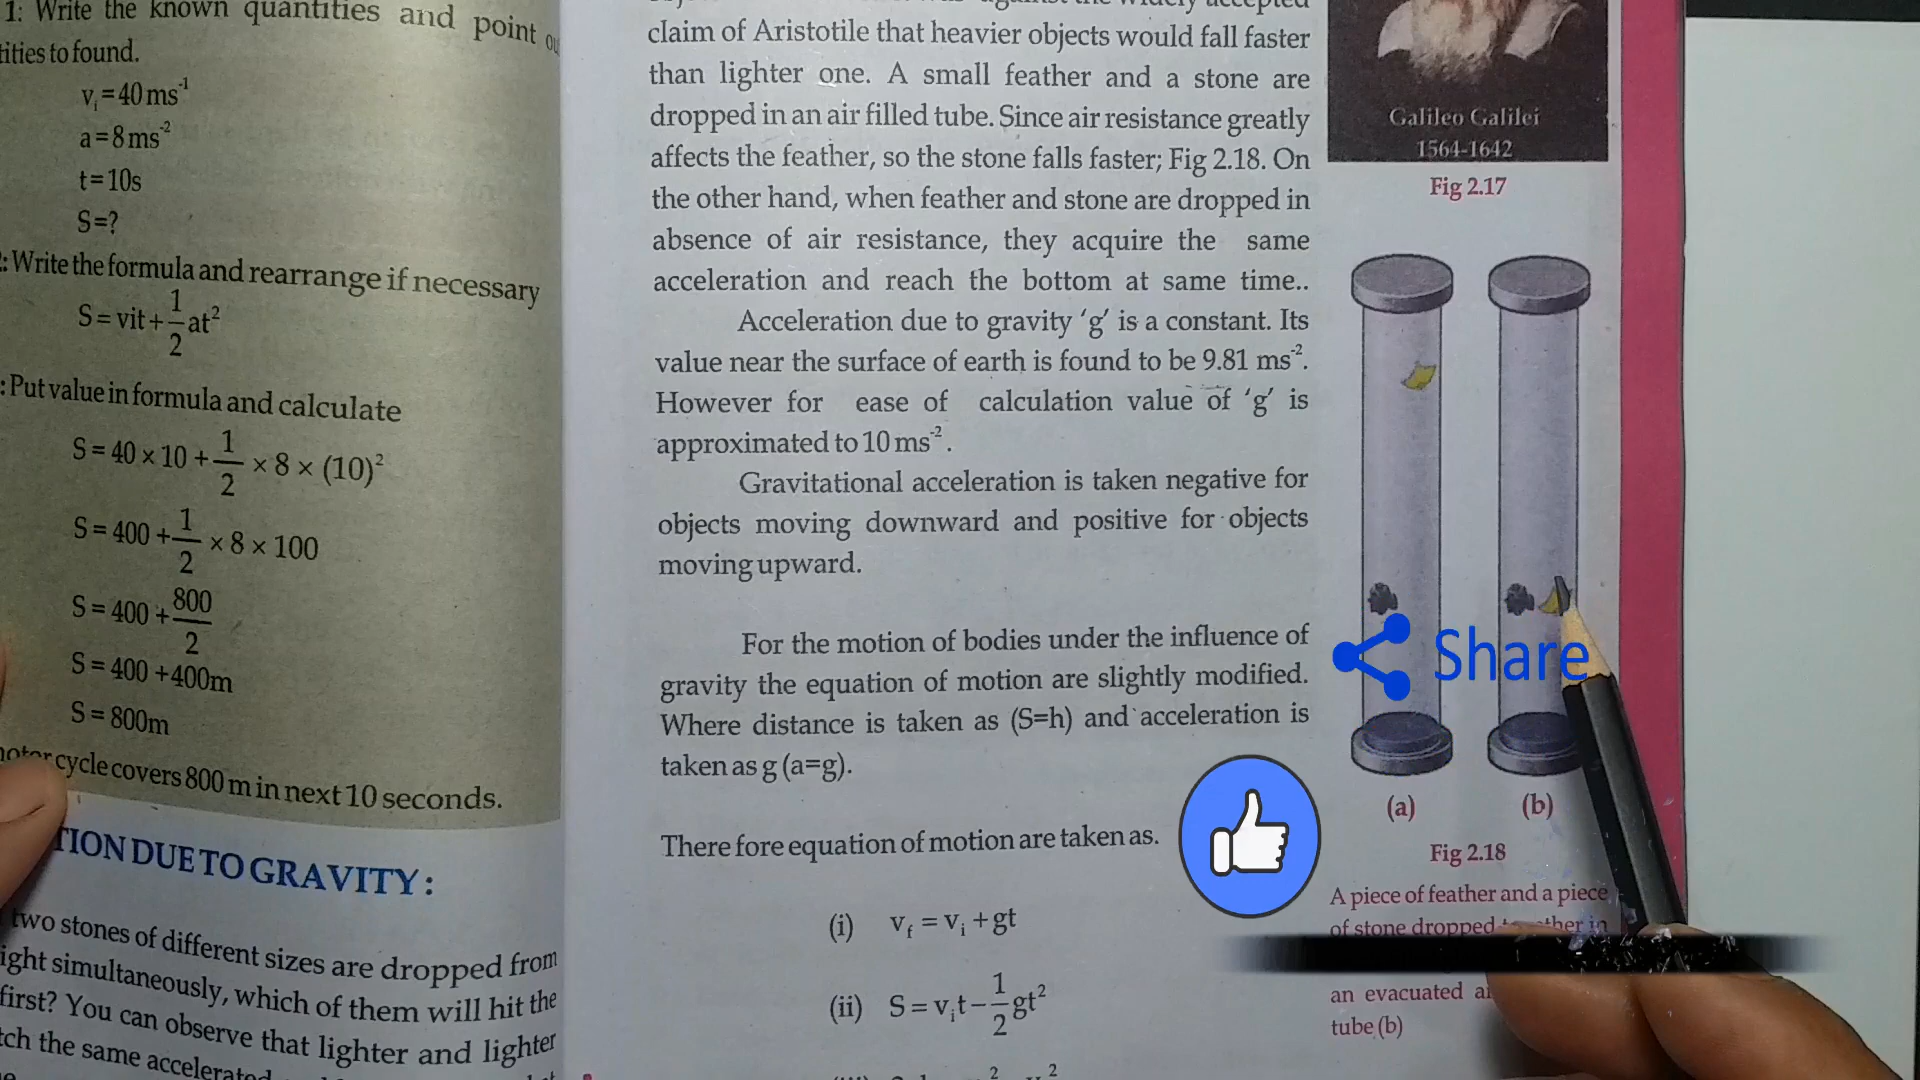 1: Write the known quantities and point
to found.
vᵢ = 40 ms⁻¹
a = 8 ms⁻²
t = 10s
S=?
: Write the formula and rearrange if necessary
S = vit + 1/2 at²
: Put value in formula and calculate
S = 40 × 10 + 1/2 × 8 × (10)²
S = 400 + 1/2 × 8 × 100
S = 400 + 800/2
S = 400 + 400m
S = 800m
cycle covers 800 m in next 10 seconds.
TION DUE TO GRAVITY :
two stones of different sizes are dropped from
simultaneously, which of them will hit the
first? You can observe that lighter and lighter
the same
claim of Aristotile that heavier objects would fall faster
than lighter one. A small feather and a stone are
dropped in an air filled tube. Since air resistance greatly
affects the feather, so the stone falls faster; Fig 2.18. On
the other hand, when feather and stone are dropped in
absence of air resistance, they acquire the same
acceleration and reach the bottom at same time..
Acceleration due to gravity 'g' is a constant. Its
value near the surface of earth is found to be 9.81 ms⁻².
However for ease of calculation value of 'g' is
approximated to 10 ms⁻².
Gravitational acceleration is taken negative for
objects moving downward and positive for objects
moving upward.
For the motion of bodies under the influence of
gravity the equation of motion are slightly modified.
Where distance is taken as (S=h) and acceleration is
taken as g (a=g).
There fore equation of motion are taken as.
(i) v_f = vᵢ + gt
(ii) S = vᵢt − 1/2 gt²
Galileo Galilei
1564-1642
Fig 2.17
Share
(a) (b)
Fig 2.18
A piece of feather and a piece
of stone dropped together in
an evacuated
tube (b)